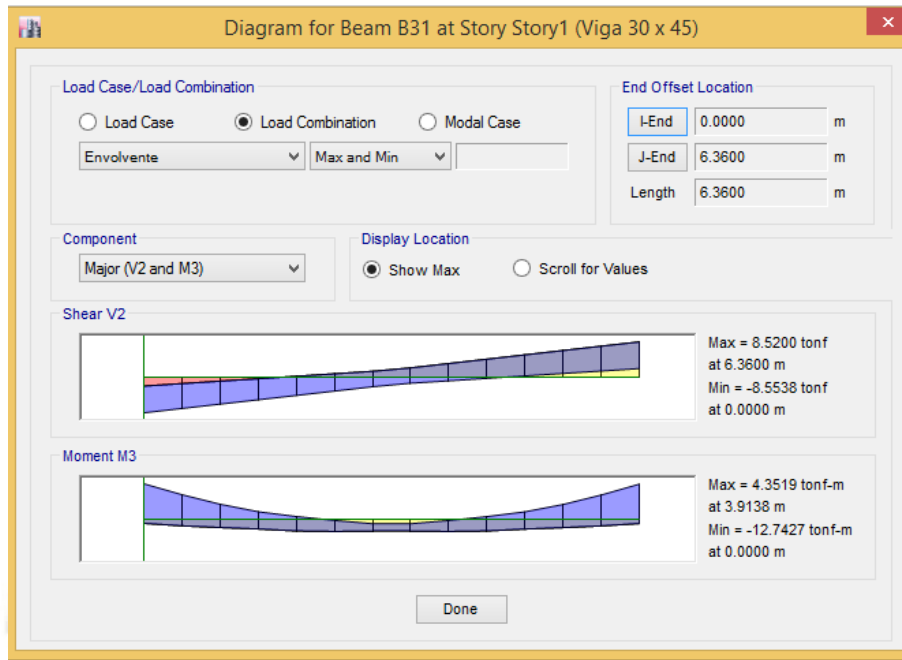 Diagram for Beam B31 at Story Story1 (Viga 30 x 45)
Load Case/Load Combination
Load Case
Load Combination
Modal Case
Envolvente
Max and Min
End Offset Location
I-End 0.0000 m
J-End 6.3600 m
Length 6.3600 m
Component
Major (V2 and M3)
Display Location
Show Max
Scroll for Values
Shear V2
Max = 8.5200 tonf
at 6.3600 m
Min = -8.5538 tonf
at 0.0000 m
Moment M3
Max = 4.3519 tonf-m
at 3.9138 m
Min = -12.7427 tonf-m
at 0.0000 m
Done